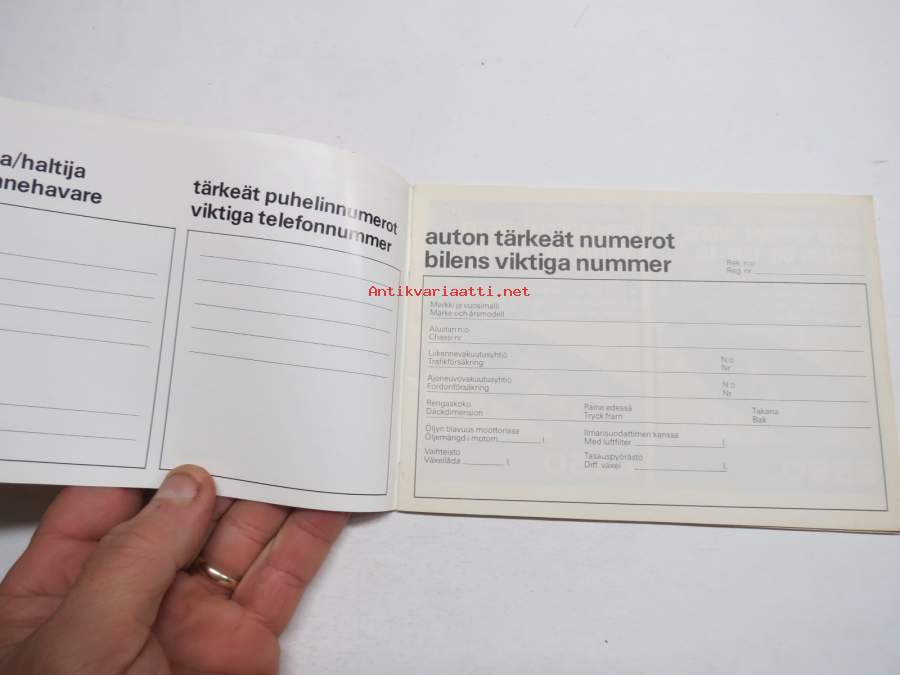 a/haltija
nnehavare
tärkeät puhelinnumerot
viktiga telefonnummer
auton tärkeät numerot
bilens viktiga nummer
Rek. n:o
Reg. nr
Antikvariaatti.net
Merkki ja vuosimalli
Märke och årsmodell
Alustan n:o
Chassi nr
Liikennevakuutusyhtiö
Trafikförsäkring
N:o
Nr
Ajoneuvovakuutusyhtiö
Fordonförsäkring
N:o
Nr
Rengaskoko
Däckdimension
Paine edessä
Tryck fram
Takana
Bak
Öljyn tilavuus moottorissa
Öljemängd i motorn l.
Ilmansuodattimen kanssa
Med luftfilter l.
Vaihteisto
Växellåda l.
Tasauspyörästö
Diff. växel l.